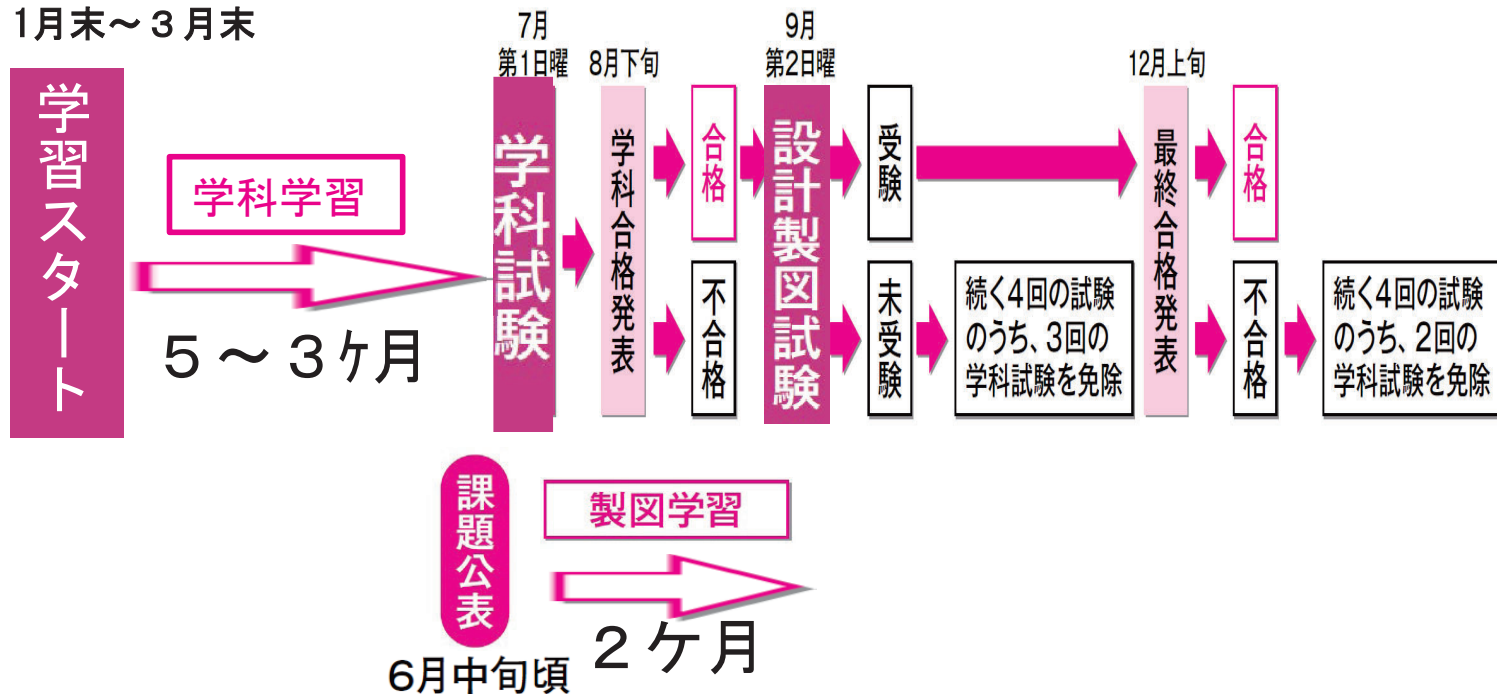 1月末～３月末
学習スタート
学科学習
５～３ヶ月
7月
第1日曜
学科試験
8月下旬
学科合格発表
合格
不合格
9月
第2日曜
設計製図試験
受験
未受験
続く4回の試験
のうち、3回の
学科試験を免除
12月上旬
最終合格発表
合格
不合格
続く4回の試験
のうち、2回の
学科試験を免除
課題公表
6月中旬頃
製図学習
２ケ月